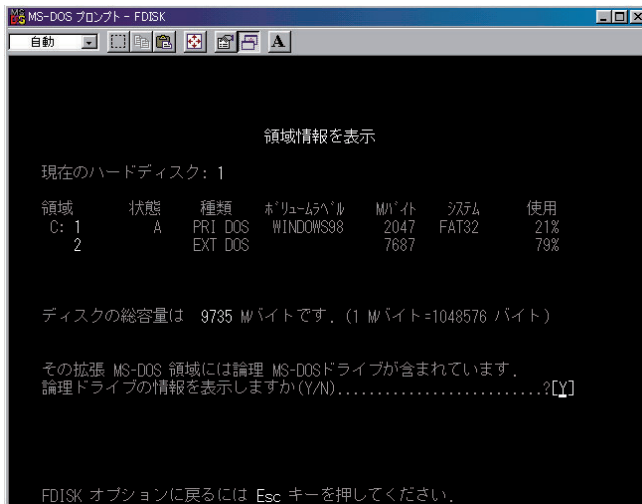 MS-DOS プロンプト - FDISK
自動 A
領域情報を表示
現在のハードディスク: 1
領域 状態 種類 ﾎﾞﾘｭｰﾑﾗﾍﾞﾙ Mﾊﾞｲﾄ ｼｽﾃﾑ 使用
C: 1 A PRI DOS WINDOWS98 2047 FAT32 21%
2 EXT DOS 7687 79%
ディスクの総容量は 9735 Mバイトです. (1 Mバイト=1048576 バイト)
その拡張 MS-DOS 領域には論理 MS-DOSドライブが含まれています.
論理ドライブの情報を表示しますか(Y/N)..........................?[Y]
FDISK オプションに戻るには Esc キーを押してください.